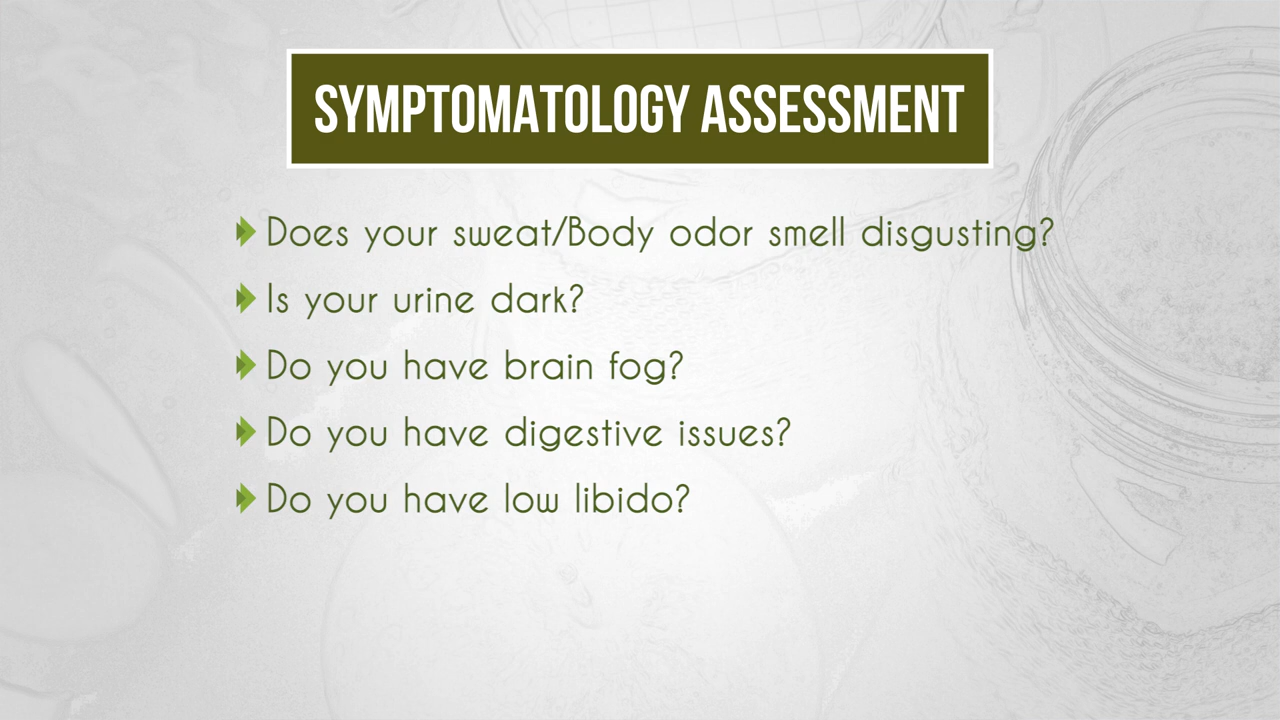 SYMPTOMATOLOGY ASSESSMENT
Does your sweat/Body odor smell disgusting?
Is your urine dark?
Do you have brain fog?
Do you have digestive issues?
Do you have low libido?